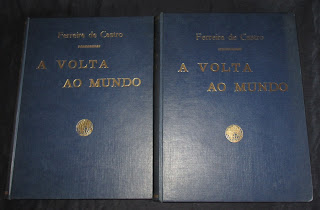 Ferreira de Castro
A VOLTA
AO MUNDO
Ferreira de Castro
A VOLTA
AO MUNDO